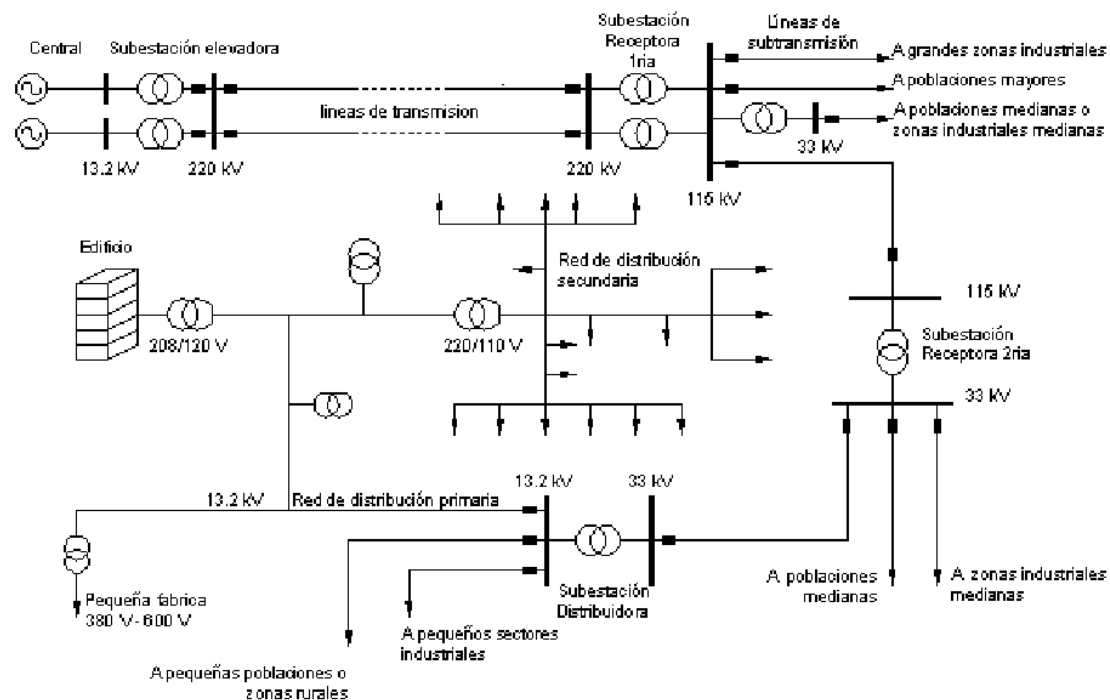 Central
Subestación elevadora
Subestación
Receptora
1ria
Líneas de
subtrasmisión
A grandes zonas industriales
A poblaciones mayores
A poblaciones medianas o
zonas industriales medianas
lineas de transmision
13.2 kV
220 kV
220 kV
115 kV
33 kV
Edificio
Red de distribución
secundaria
115 kV
208/120 V
220/110 V
Subestación
Receptora 2ria
33 kV
13.2 kV
Red de distribución primaria
13.2 kV
33 kV
Subestación
Distribuidora
A poblaciones
medianas
A zonas industriales
medianas
Pequeña fabrica
380 V - 600 V
A pequeños sectores
industriales
A pequeñas poblaciones o
zonas rurales